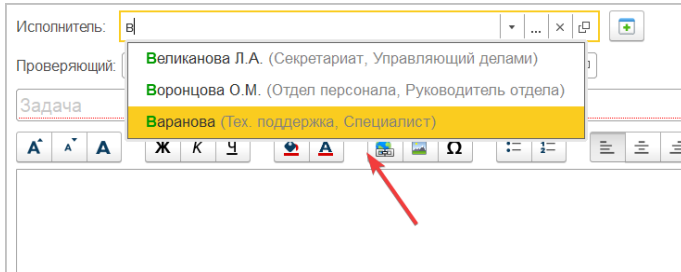 Исполнитель: в ...
Великанова Л.А. (Секретариат, Управляющий делами)
Проверяющий:
Воронцова О.М. (Отдел персонала, Руководитель отдела)
Задача
Варанова (Тех. поддержка, Специалист)
А А А Ж К Ч А Ω